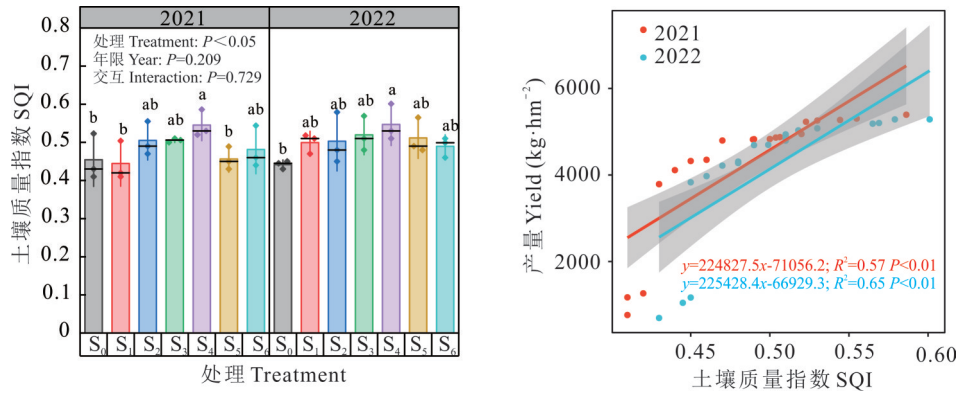 2021 2022
处理 Treatment: P<0.05
年限 Year: P=0.209
交互 Interaction: P=0.729
土壤质量指数 SQI
0.8
0.7
0.6
0.5
0.4
0.3
0.2
0.1
0
b b ab ab a b ab b ab ab ab a ab ab
S₀ S₁ S₂ S₃ S₄ S₅ S₆ S₀ S₁ S₂ S₃ S₄ S₅ S₆
处理 Treatment
2021
2022
产量 Yield (kg·hm⁻²)
6000
4000
2000
y=224827.5x-71056.2; R²=0.57 P<0.01
y=225428.4x-66929.3; R²=0.65 P<0.01
0.45 0.50 0.55 0.60
土壤质量指数 SQI